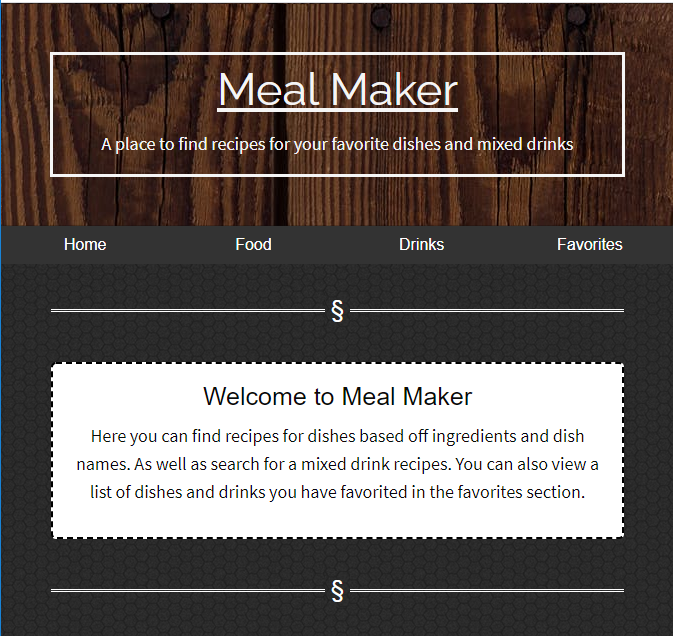 Meal Maker
A place to find recipes for your favorite dishes and mixed drinks
Home Food Drinks Favorites
§
Welcome to Meal Maker
Here you can find recipes for dishes based off ingredients and dish
names. As well as search for a mixed drink recipes. You can also view a
list of dishes and drinks you have favorited in the favorites section.
§